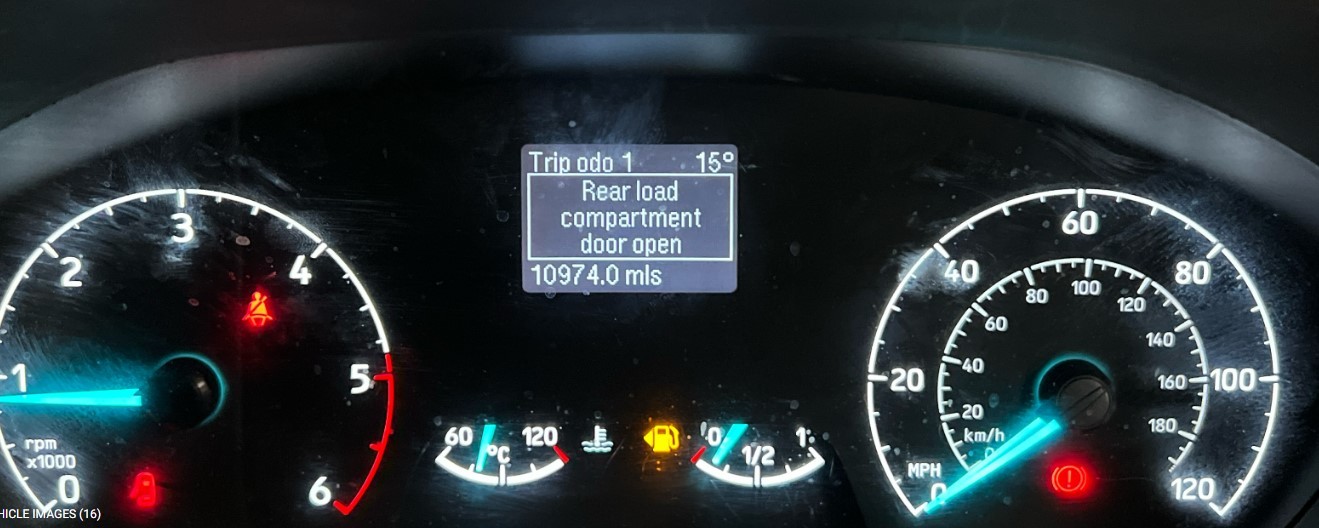 Trip odo 1 15°
Rear load
compartment
door open
10974.0 mls
0 1 2 3 4 5 6
rpm
x1000
60 120
°C
0 1/2 1
0 20 40 60 80 100 120
MPH
0 20 40 60 80 100 120 140 160 180
km/h
HICLE IMAGES (16)